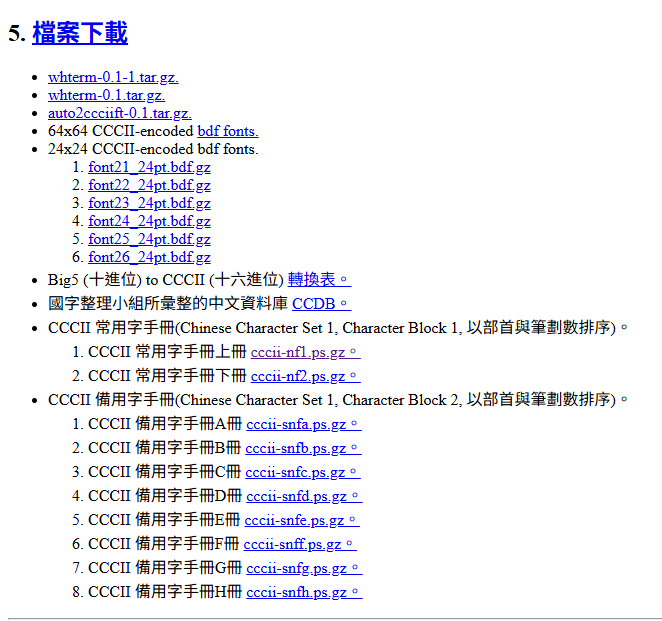 5. 檔案下載
• whterm-0.1-1.tar.gz.
• whterm-0.1.tar.gz.
• auto2ccciift-0.1.tar.gz.
• 64x64 CCCII-encoded bdf fonts.
• 24x24 CCCII-encoded bdf fonts.
1. font21_24pt.bdf.gz
2. font22_24pt.bdf.gz
3. font23_24pt.bdf.gz
4. font24_24pt.bdf.gz
5. font25_24pt.bdf.gz
6. font26_24pt.bdf.gz
• Big5 (十進位) to CCCII (十六進位) 轉換表。
• 國字整理小組所彙整的中文資料庫 CCDB。
• CCCII 常用字手冊(Chinese Character Set 1, Character Block 1, 以部首與筆劃數排序)。
1. CCCII 常用字手冊上冊 cccii-nf1.ps.gz。
2. CCCII 常用字手冊下冊 cccii-nf2.ps.gz。
• CCCII 備用字手冊(Chinese Character Set 1, Character Block 2, 以部首與筆劃數排序)。
1. CCCII 備用字手冊A冊 cccii-snfa.ps.gz。
2. CCCII 備用字手冊B冊 cccii-snfb.ps.gz。
3. CCCII 備用字手冊C冊 cccii-snfc.ps.gz。
4. CCCII 備用字手冊D冊 cccii-snfd.ps.gz。
5. CCCII 備用字手冊E冊 cccii-snfe.ps.gz。
6. CCCII 備用字手冊F冊 cccii-snff.ps.gz。
7. CCCII 備用字手冊G冊 cccii-snfg.ps.gz。
8. CCCII 備用字手冊H冊 cccii-snfh.ps.gz。